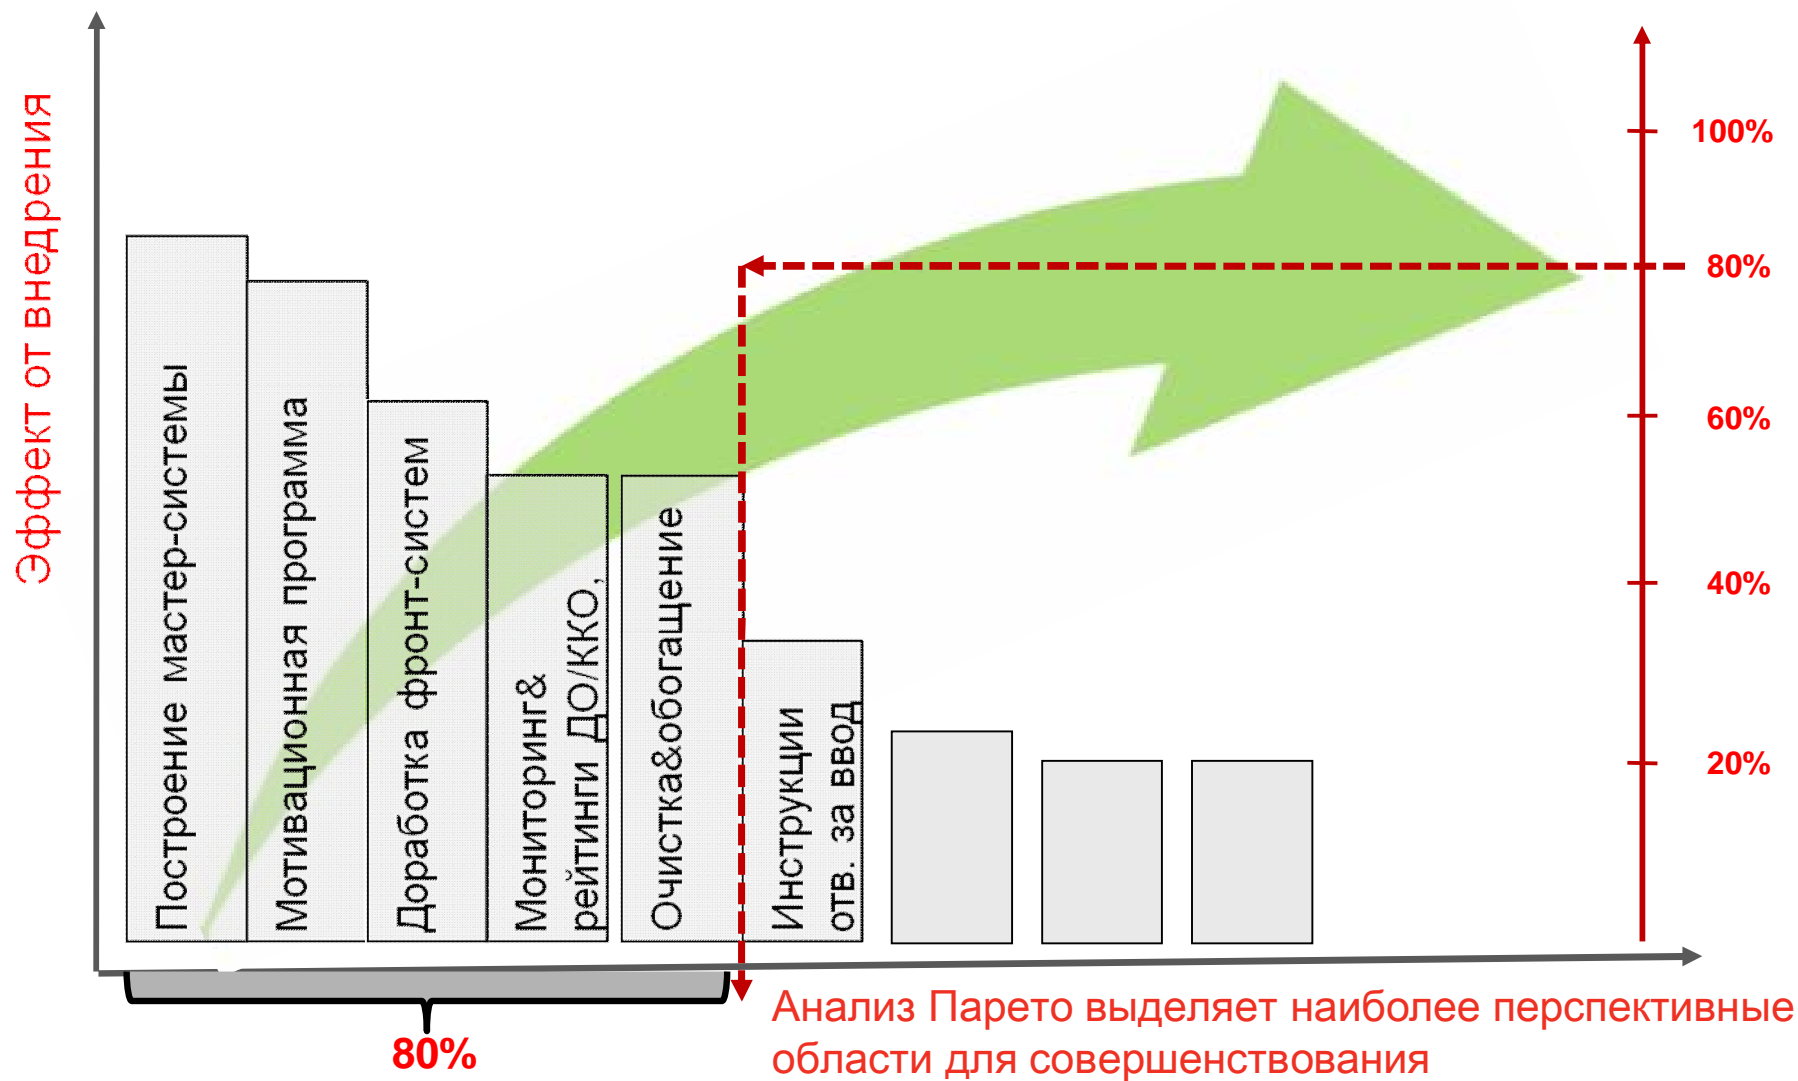 Эффект от внедрения
Построение мастер-системы
Мотивационная программа
Доработка фронт-систем
Мониторинг&
рейтинги ДО/ККО,
Очистка&обогащение
Инструкции
отв. за ввод
100%
80%
60%
40%
20%
80%
Анализ Парето выделяет наиболее перспективные
области для совершенствования